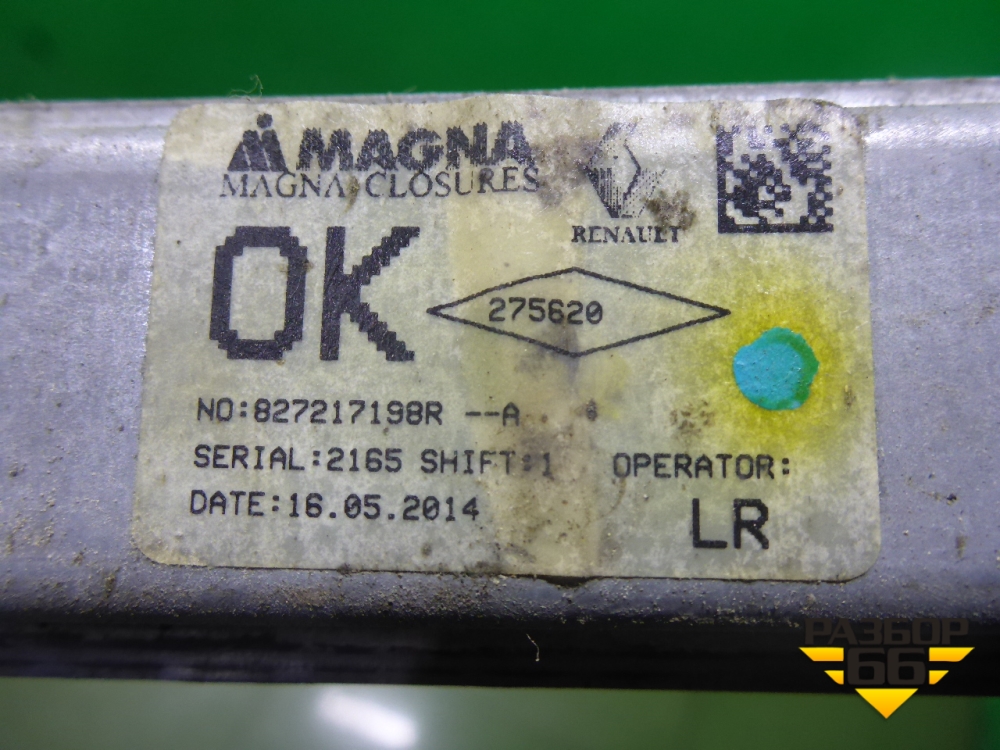 MAGNA
MAGNA CLOSURES
RENAULT
OK
275620
NO:827217198R --A
SERIAL:2165 SHIFT:1 OPERATOR:
DATE:16.05.2014
LR
РАЗБОР
66